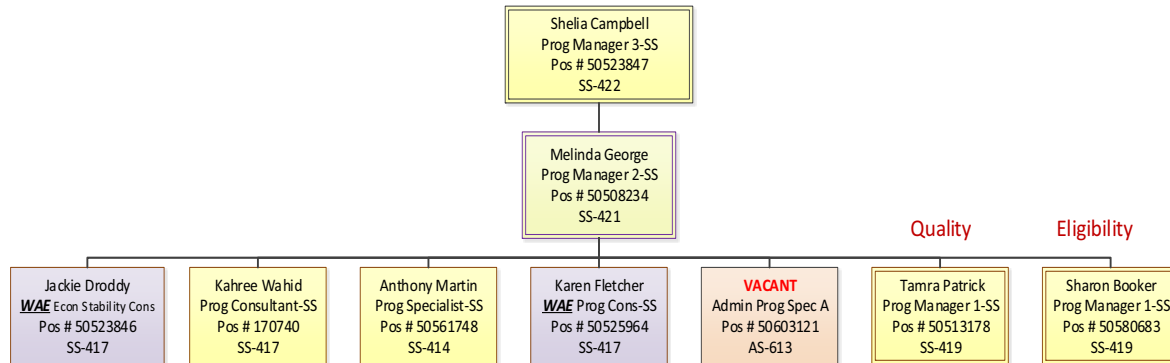 Shelia Campbell
Prog Manager 3-SS
Pos # 50523847
SS-422
Melinda George
Prog Manager 2-SS
Pos # 50508234
SS-421
Quality
Eligibility
Jackie Droddy
WAE Econ Stability Cons
Pos # 50523846
SS-417
Kahree Wahid
Prog Consultant-SS
Pos # 170740
SS-417
Anthony Martin
Prog Specialist-SS
Pos # 50561748
SS-414
Karen Fletcher
WAE Prog Cons-SS
Pos # 50525964
SS-417
VACANT
Admin Prog Spec A
Pos # 50603121
AS-613
Tamra Patrick
Prog Manager 1-SS
Pos # 50513178
SS-419
Sharon Booker
Prog Manager 1-SS
Pos # 50580683
SS-419